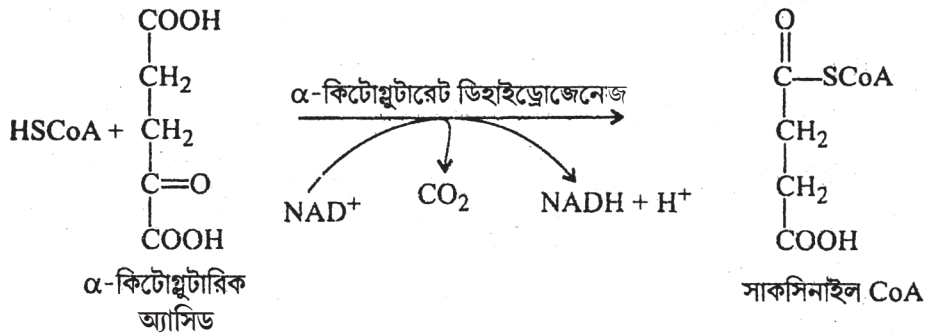 COOH
CH2
HSCoA + CH2
C=O
COOH
α-কিটোগ্লুটারিক
অ্যাসিড
α-কিটোগ্লুটারেট ডিহাইড্রোজেনেজ
NAD⁺
CO2
NADH + H⁺
O
C—SCoA
CH2
CH2
COOH
সাকসিনাইল CoA